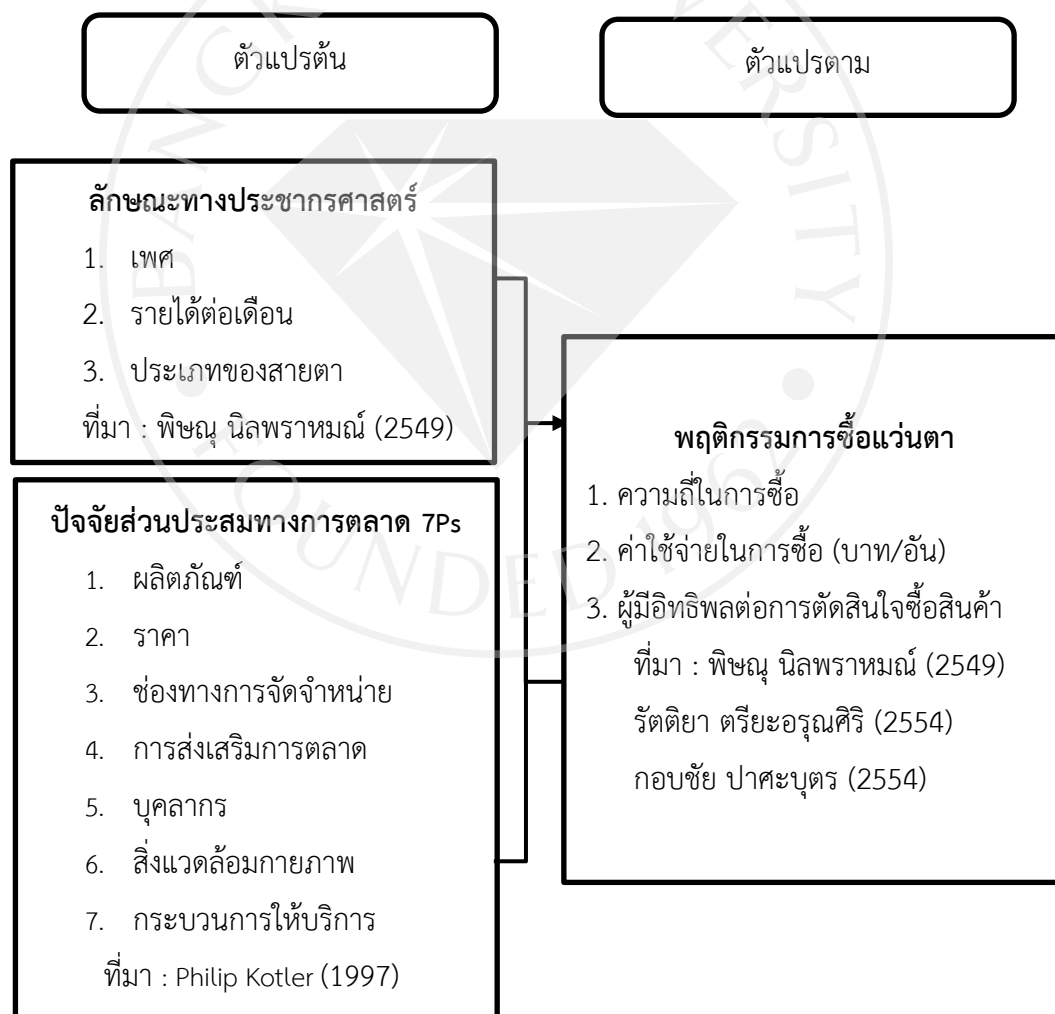 ตัวแปรต้น
ตัวแปรตาม
ลักษณะทางประชากรศาสตร์
1. เพศ
2. รายได้ต่อเดือน
3. ประเภทของสายตา
ที่มา : พิษณุ นิลพราหมณ์ (2549)
ปัจจัยส่วนประสมทางการตลาด 7Ps
1. ผลิตภัณฑ์
2. ราคา
3. ช่องทางการจัดจำหน่าย
4. การส่งเสริมการตลาด
5. บุคลากร
6. สิ่งแวดล้อมกายภาพ
7. กระบวนการให้บริการ
ที่มา : Philip Kotler (1997)
พฤติกรรมการซื้อแว่นตา
1. ความถี่ในการซื้อ
2. ค่าใช้จ่ายในการซื้อ (บาท/อัน)
3. ผู้มีอิทธิพลต่อการตัดสินใจซื้อสินค้า
ที่มา : พิษณุ นิลพราหมณ์ (2549)
รัตติยา ตรียะอรุณศิริ (2554)
กอบชัย ปาศะบุตร (2554)
FOUNDED 1962